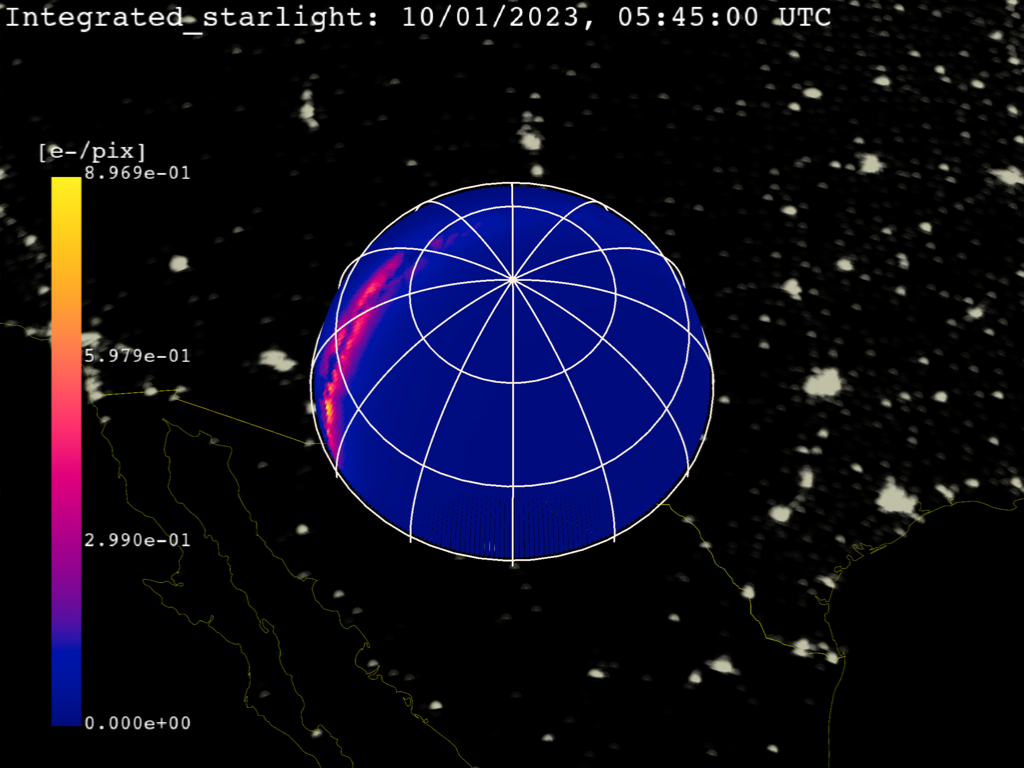 Integrated_starlight: 10/01/2023, 05:45:00 UTC
[e-/pix]
8.969e-01
5.979e-01
2.990e-01
0.000e+00